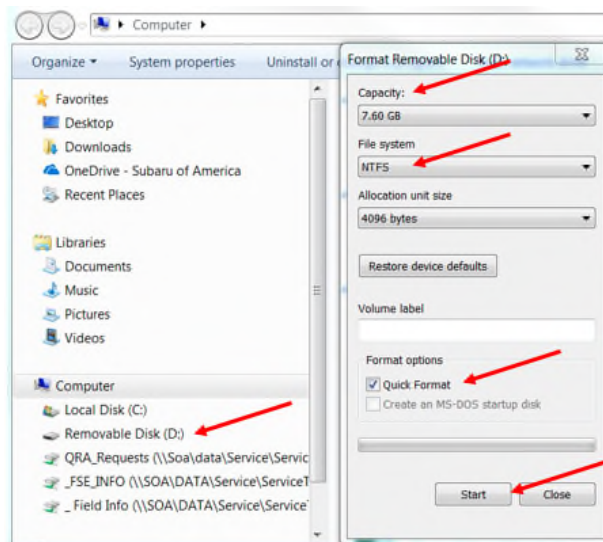 Computer
Organize
System properties
Uninstall or
Favorites
Desktop
Downloads
OneDrive - Subaru of America
Recent Places
Libraries
Documents
Music
Pictures
Videos
Computer
Local Disk (C:)
Removable Disk (D:)
QRA_Requests (\\Soa\data\Service\Servic
_FSE_INFO (\\SOA\DATA\Service\ServiceT
_ Field Info (\\SOA\DATA\Service\Service
Format Removable Disk (D:)
Capacity:
7.60 GB
File system
NTFS
Allocation unit size
4096 bytes
Restore device defaults
Volume label
Format options
Quick Format
Create an MS-DOS startup disk
Start
Close